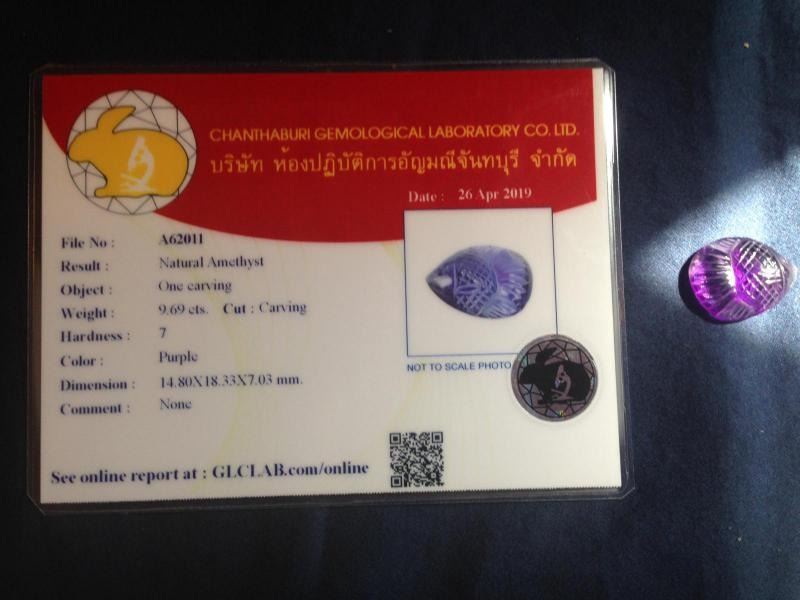 CHANTHABURI GEMOLOGICAL LABORATORY CO. LTD.
บริษัท ห้องปฏิบัติการอัญมณีจันทบุรี จำกัด
Date : 26 Apr 2019
File No : A62011
Result : Natural Amethyst
Object : One carving
Weight : 9.69 cts. Cut : Carving
Hardness : 7
Color : Purple
Dimension : 14.80X18.33X7.03 mm.
Comment : None
NOT TO SCALE PHOTO
See online report at : GLCLAB.com/online